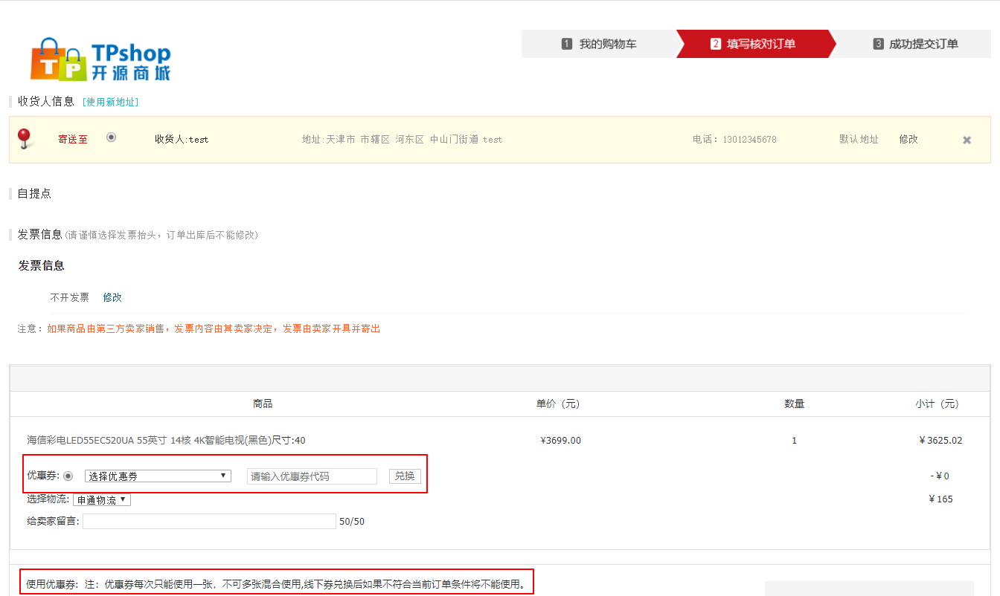 TPshop
开源商城
1 我的购物车 2 填写核对订单 3 成功提交订单
收货人信息 [使用新地址]
寄送至 收货人:test 地址:天津市 市辖区 河东区 中山门街道 test 电话：13012345678 默认地址 修改
自提点
发票信息(请谨慎选择发票抬头，订单出库后不能修改)
发票信息
不开发票 修改
注意：如果商品由第三方卖家销售，发票内容由其卖家决定，发票由卖家开具并寄出
商品 单价（元） 数量 小计（元）
海信彩电LED55EC520UA 55英寸 14核 4K智能电视(黑色)尺寸:40 ¥3699.00 1 ￥3625.02
优惠券: 选择优惠券 请输入优惠券代码 兑换 -￥0
选择物流: 申通物流 ￥165
给卖家留言: 50/50
使用优惠券: 注：优惠券每次只能使用一张，不可多张混合使用,线下券兑换后如果不符合当前订单条件将不能使用。